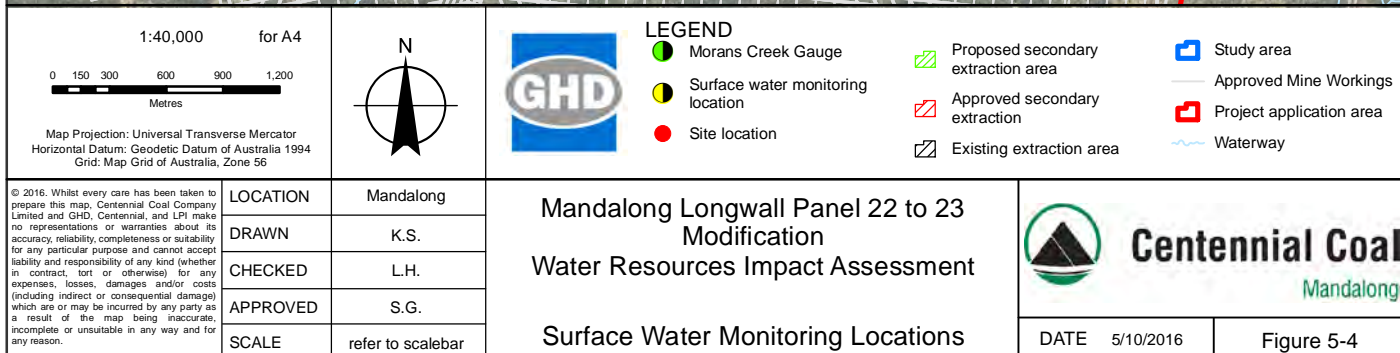 1:40,000 for A4
0 150 300 600 900 1,200
Metres
Map Projection: Universal Transverse Mercator
Horizontal Datum: Geodetic Datum of Australia 1994
Grid: Map Grid of Australia, Zone 56
N
GHD
LEGEND
Morans Creek Gauge
Surface water monitoring
location
Site location
Proposed secondary
extraction area
Approved secondary
extraction
Existing extraction area
Study area
Approved Mine Workings
Project application area
Waterway
© 2016. Whilst every care has been taken to
prepare this map, Centennial Coal Company
Limited and GHD, Centennial, and LPI make
no representations or warranties about its
accuracy, reliability, completeness or suitability
for any particular purpose and cannot accept
liability and responsibility of any kind (whether
in contract, tort or otherwise) for any
expenses, losses, damages and/or costs
(including indirect or consequential damage)
which are or may be incurred by any party as
a result of the map being inaccurate,
incomplete or unsuitable in any way and for
any reason.
LOCATION Mandalong
DRAWN K.S.
CHECKED L.H.
APPROVED S.G.
SCALE refer to scalebar
Mandalong Longwall Panel 22 to 23
Modification
Water Resources Impact Assessment
Surface Water Monitoring Locations
Centennial Coal
Mandalong
DATE 5/10/2016
Figure 5-4